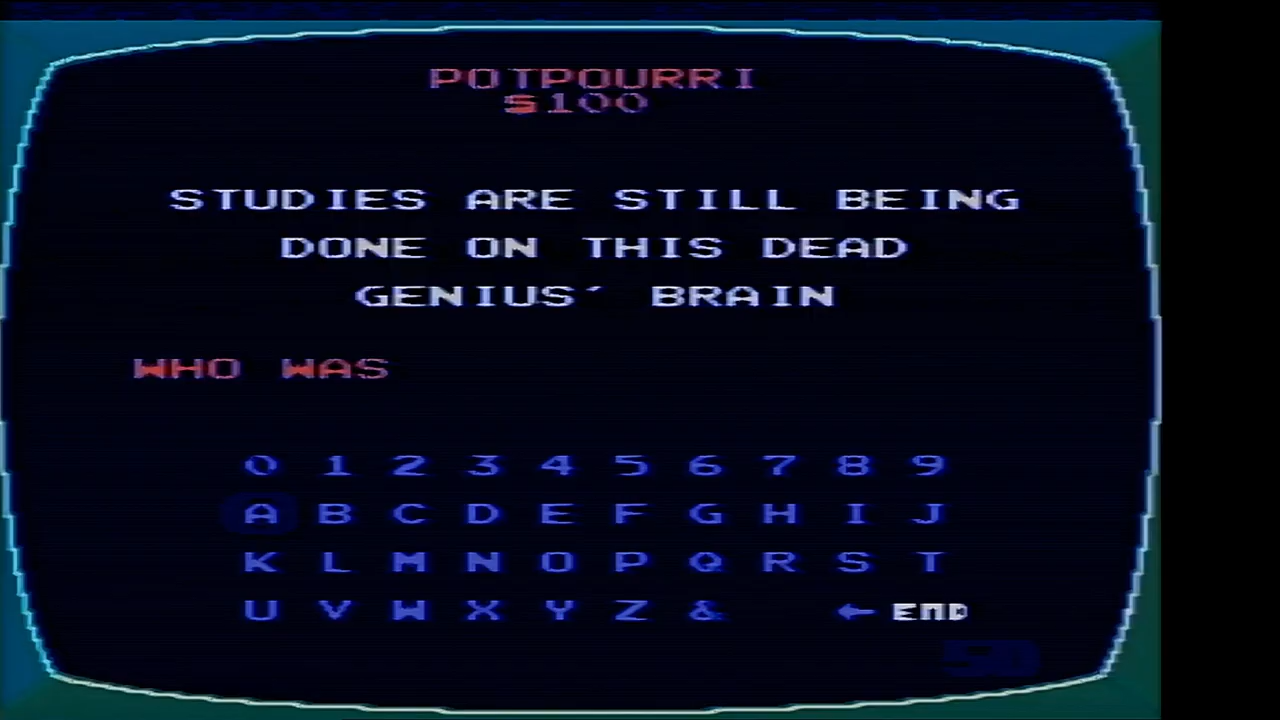 POTPOURRI
$100
STUDIES ARE STILL BEING
DONE ON THIS DEAD
GENIUS' BRAIN
WHO WAS
0 1 2 3 4 5 6 7 8 9
A B C D E F G H I J
K L M N O P Q R S T
U V W X Y Z & ← END